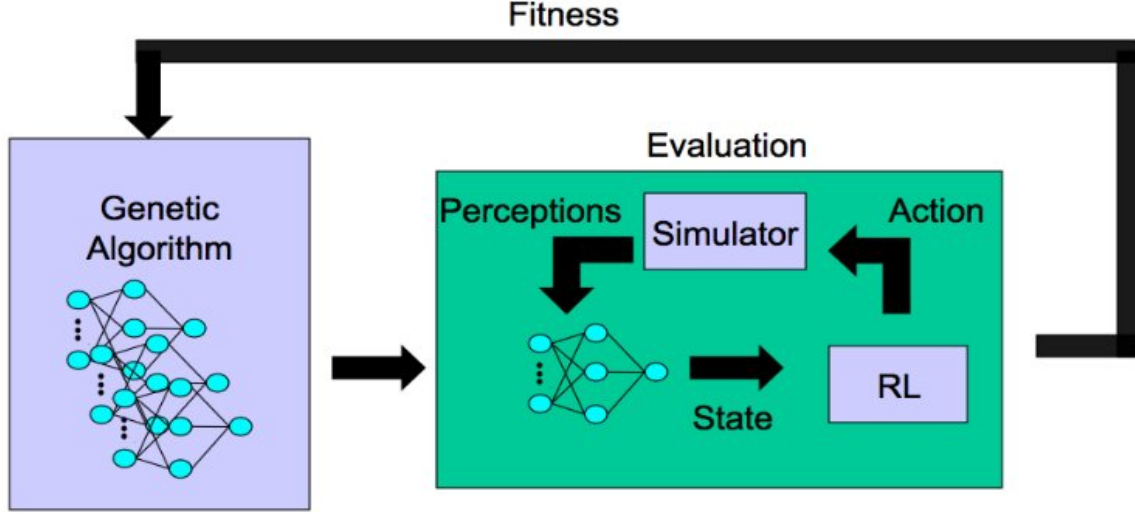 Fitness
Evaluation
Genetic
Algorithm
Perceptions
Simulator
Action
State
RL